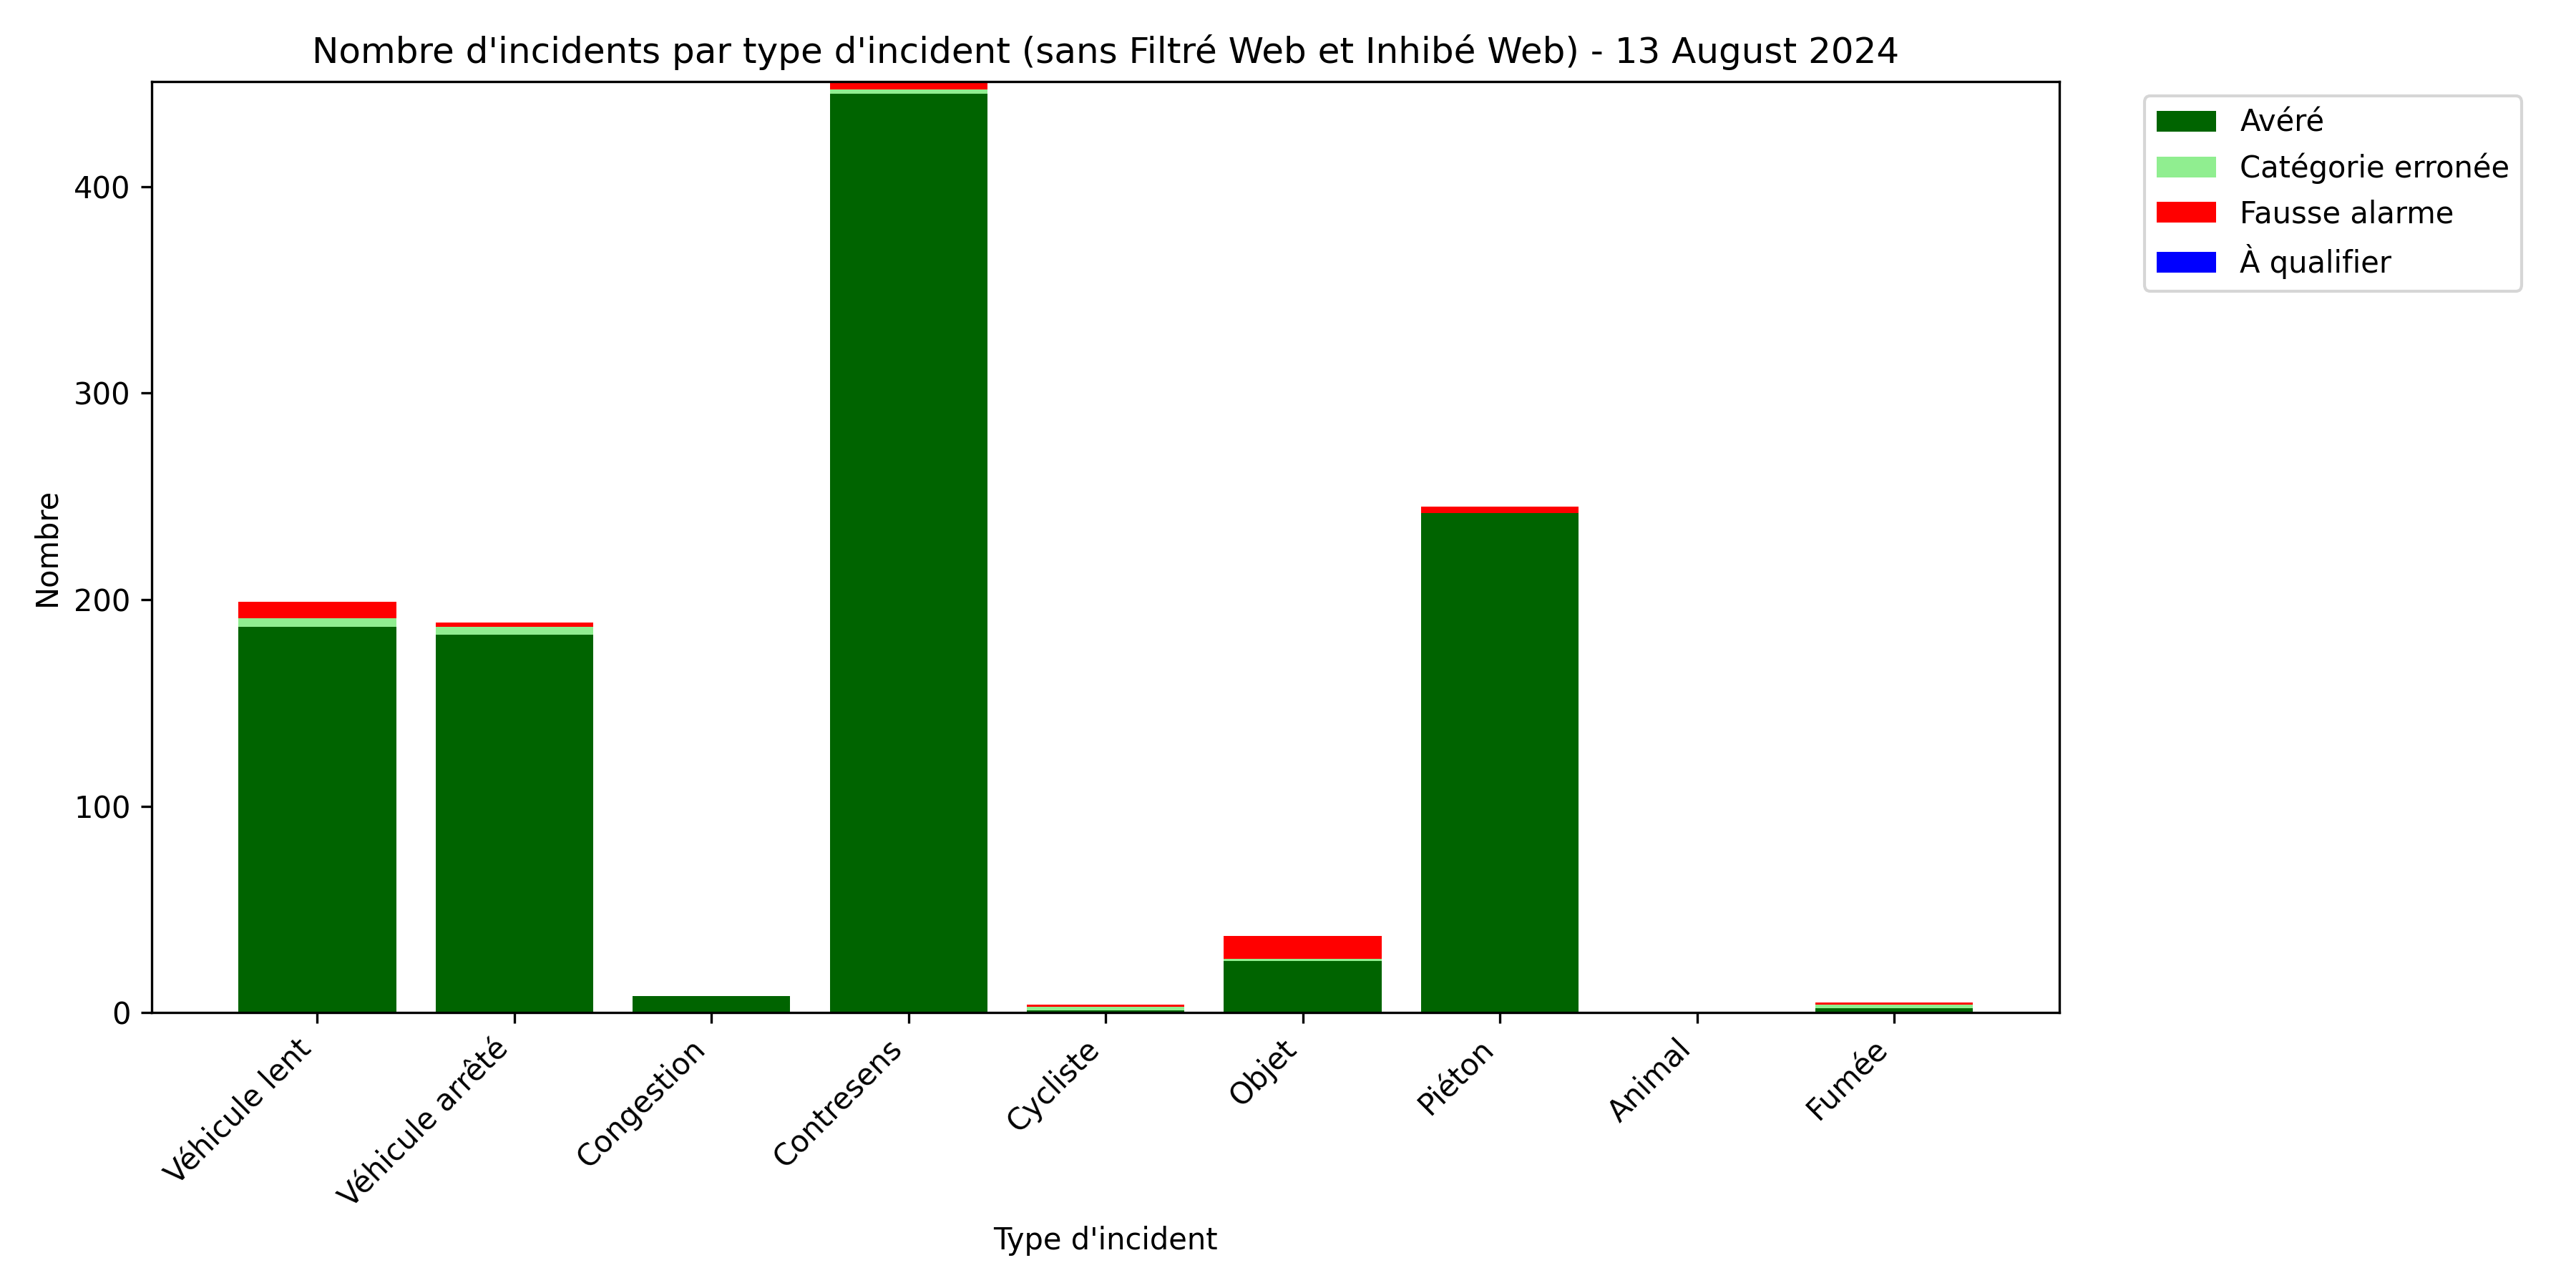 Nombre d'incidents par type d'incident (sans Filtré Web et Inhibé Web) - 13 August 2024
Avéré
Catégorie erronée
Fausse alarme
À qualifier
Nombre
400
300
200
100
0
Véhicule lent
Véhicule arrêté
Congestion
Contresens
Cycliste
Objet
Piéton
Animal
Fumée
Type d'incident